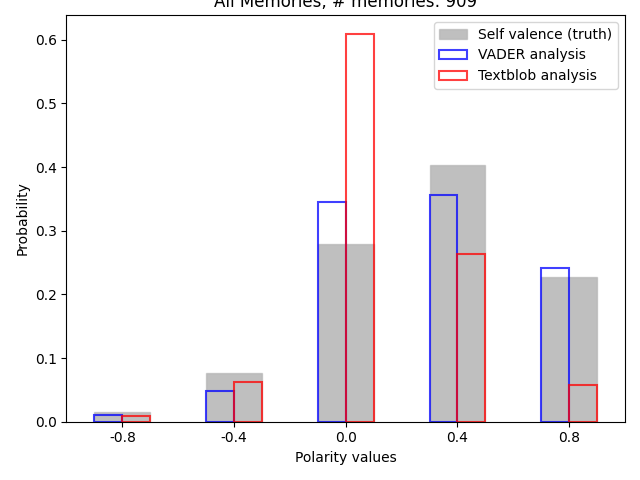 All Memories, # memories: 909
Self valence (truth)
VADER analysis
Textblob analysis
Probability
0.6
0.5
0.4
0.3
0.2
0.1
0.0
-0.8 -0.4 0.0 0.4 0.8
Polarity values